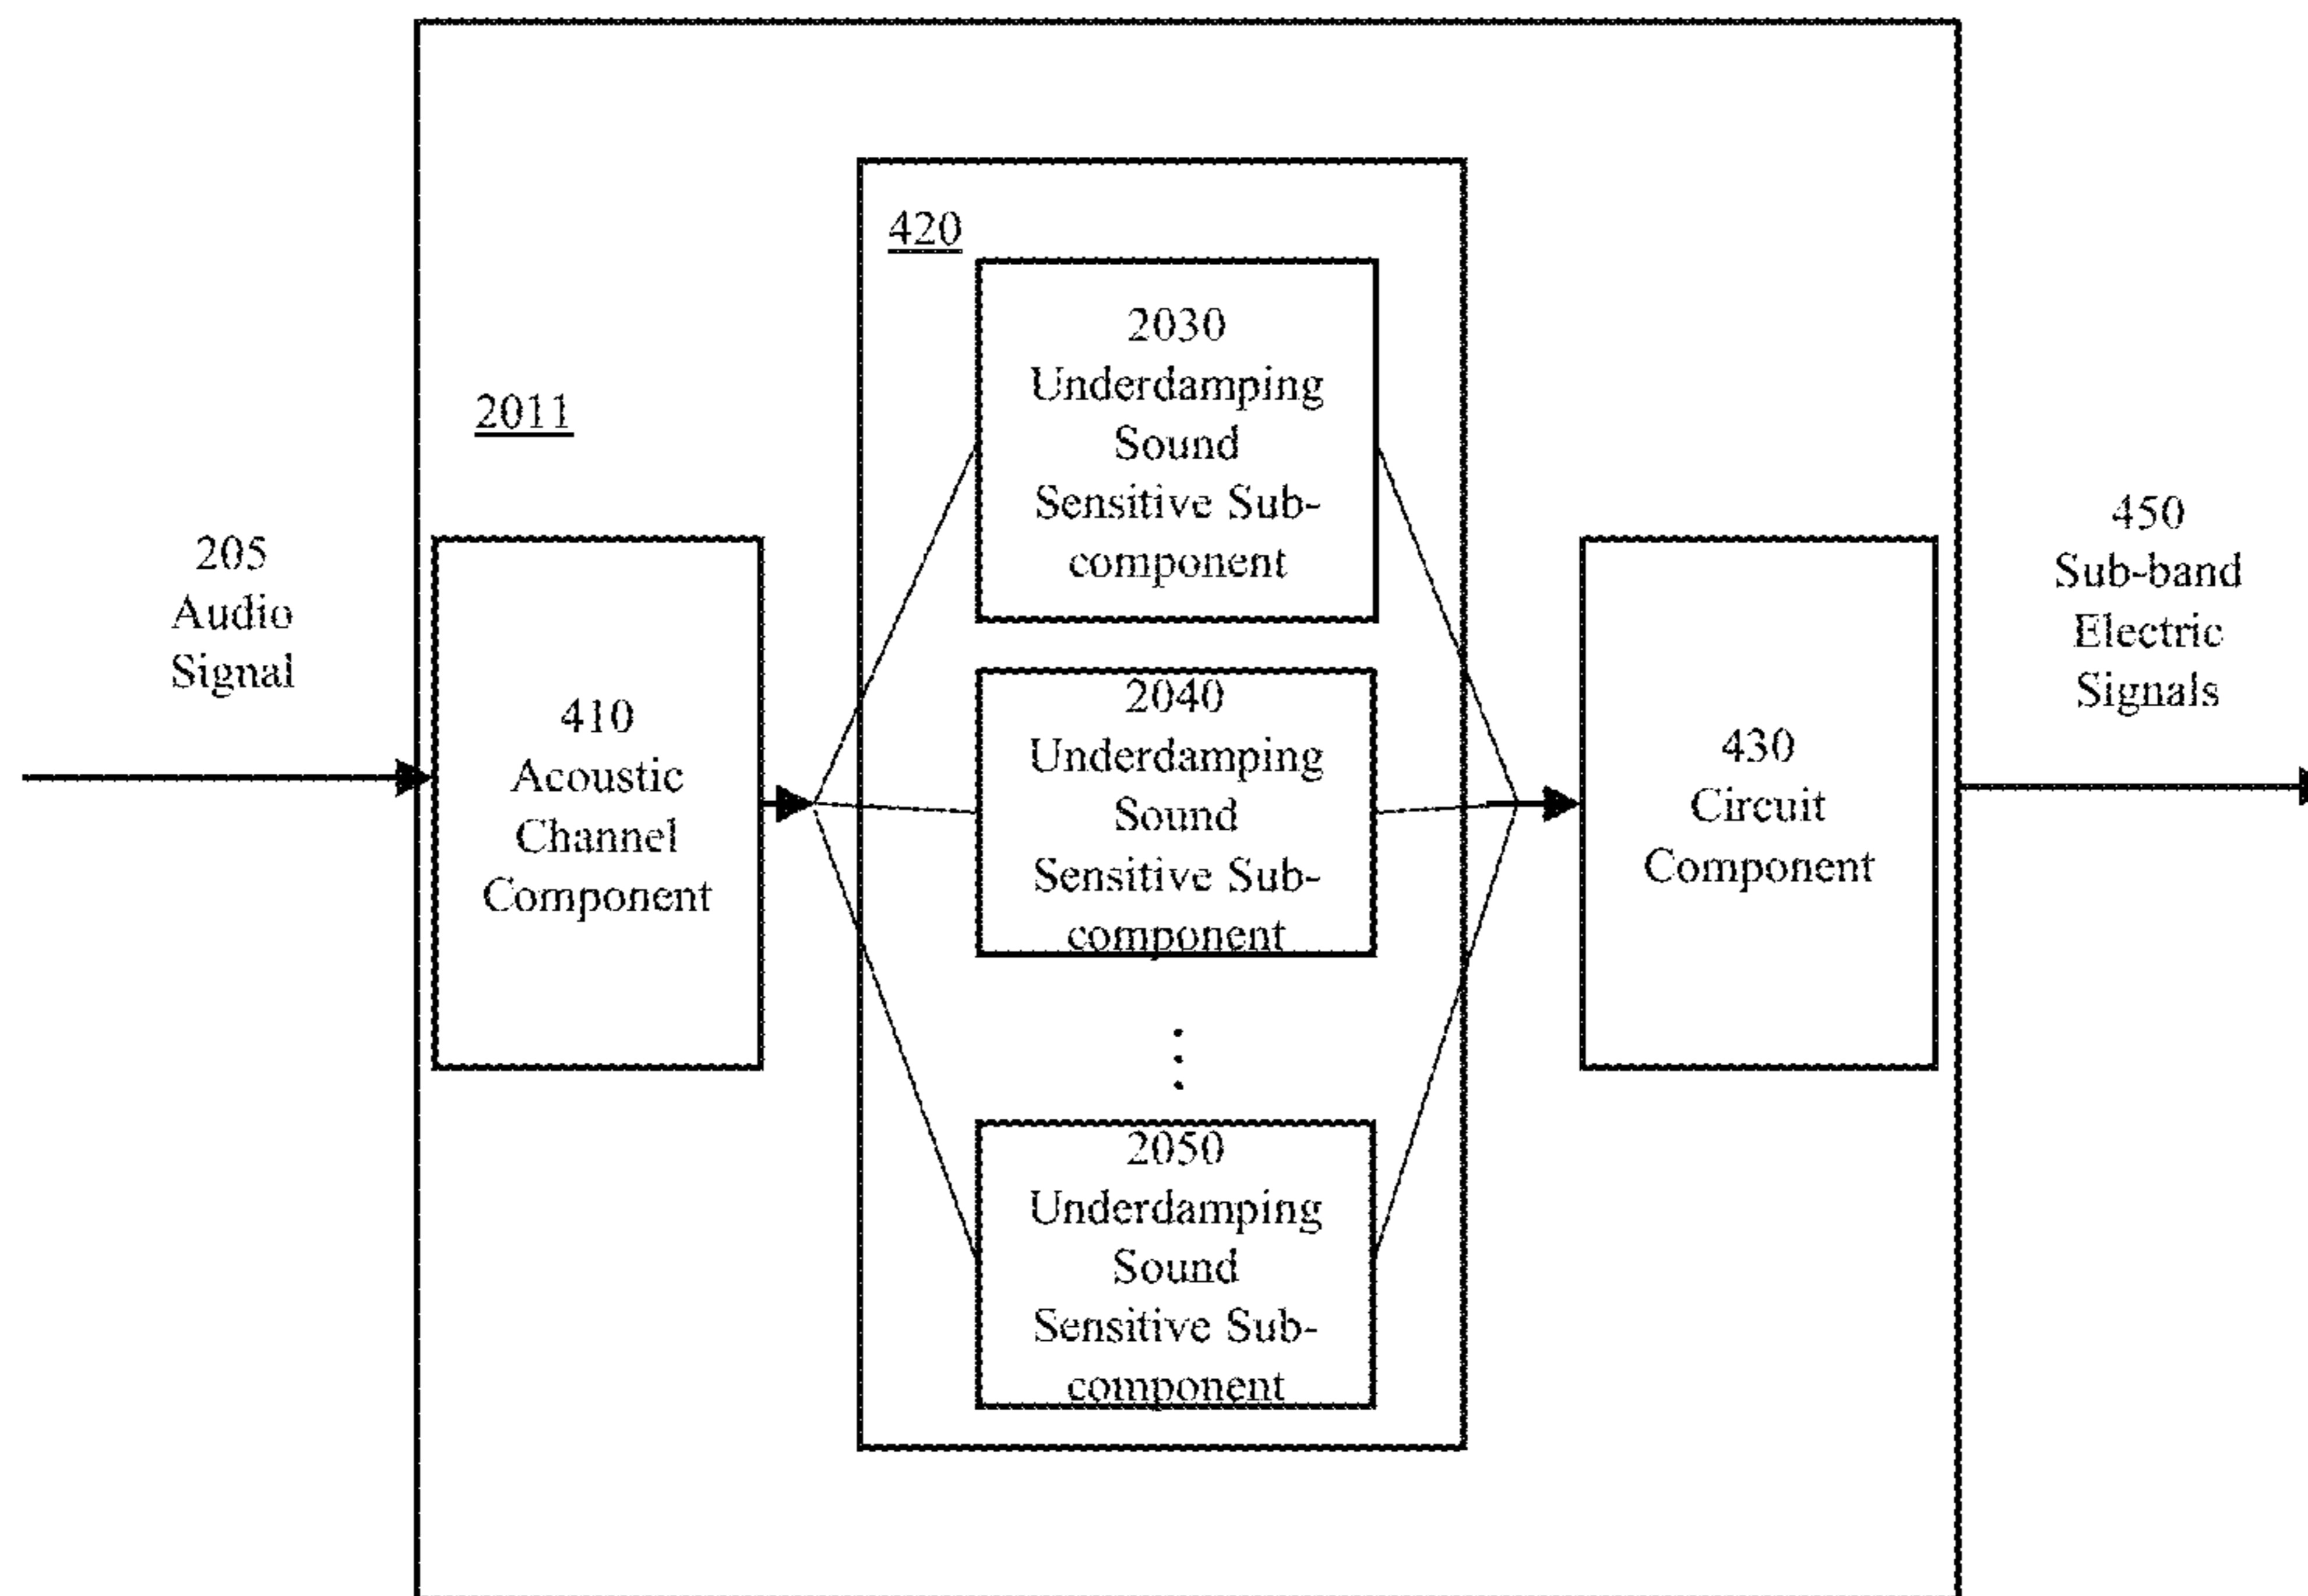 420
2030
Underdamping
Sound
Sensitive Sub-
component
2011
205
Audio
Signal
410
Acoustic
Channel
Component
2040
Underdamping
Sound
Sensitive Sub-
component
430
Circuit
Component
450
Sub-band
Electric
Signals
2050
Underdamping
Sound
Sensitive Sub-
component